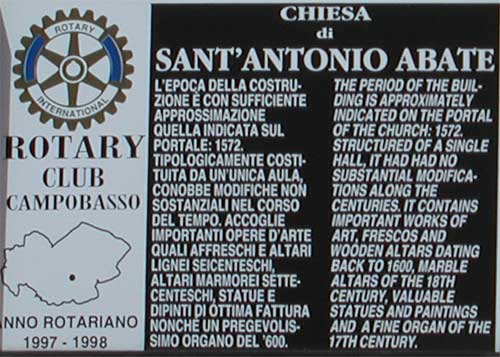 ROTARY
INTERNATIONAL
ROTARY
CLUB
CAMPOBASSO
ANNO ROTARIANO
1997 - 1998
CHIESA
di
SANT'ANTONIO ABATE
L'EPOCA DELLA COSTRU-
ZIONE È CON SUFFICIENTE
APPROSSIMAZIONE
QUELLA INDICATA SUL
PORTALE: 1572.
TIPOLOGICAMENTE COSTI-
TUITA DA UN'UNICA AULA,
CONOBBE MODIFICHE NON
SOSTANZIALI NEL CORSO
DEL TEMPO. ACCOGLIE
IMPORTANTI OPERE D'ARTE
QUALI AFFRESCHI E ALTARI
LIGNEI SEICENTESCHI,
ALTARI MARMOREI SETTE-
CENTESCHI, STATUE E
DIPINTI DI OTTIMA FATTURA
NONCHÈ UN PREGEVOLIS-
SIMO ORGANO DEL '600.
THE PERIOD OF THE BUIL-
DING IS APPROXIMATELY
INDICATED ON THE PORTAL
OF THE CHURCH: 1572.
STRUCTURED OF A SINGLE
HALL, IT HAD HAD NO
SUBSTANTIAL MODIFICA-
TIONS ALONG THE
CENTURIES. IT CONTAINS
IMPORTANT WORKS OF
ART, FRESCOS AND
WOODEN ALTARS DATING
BACK TO 1600, MARBLE
ALTARS OF THE 18TH
CENTURY, VALUABLE
STATUES AND PAINTINGS
AND A FINE ORGAN OF THE
17TH CENTURY.